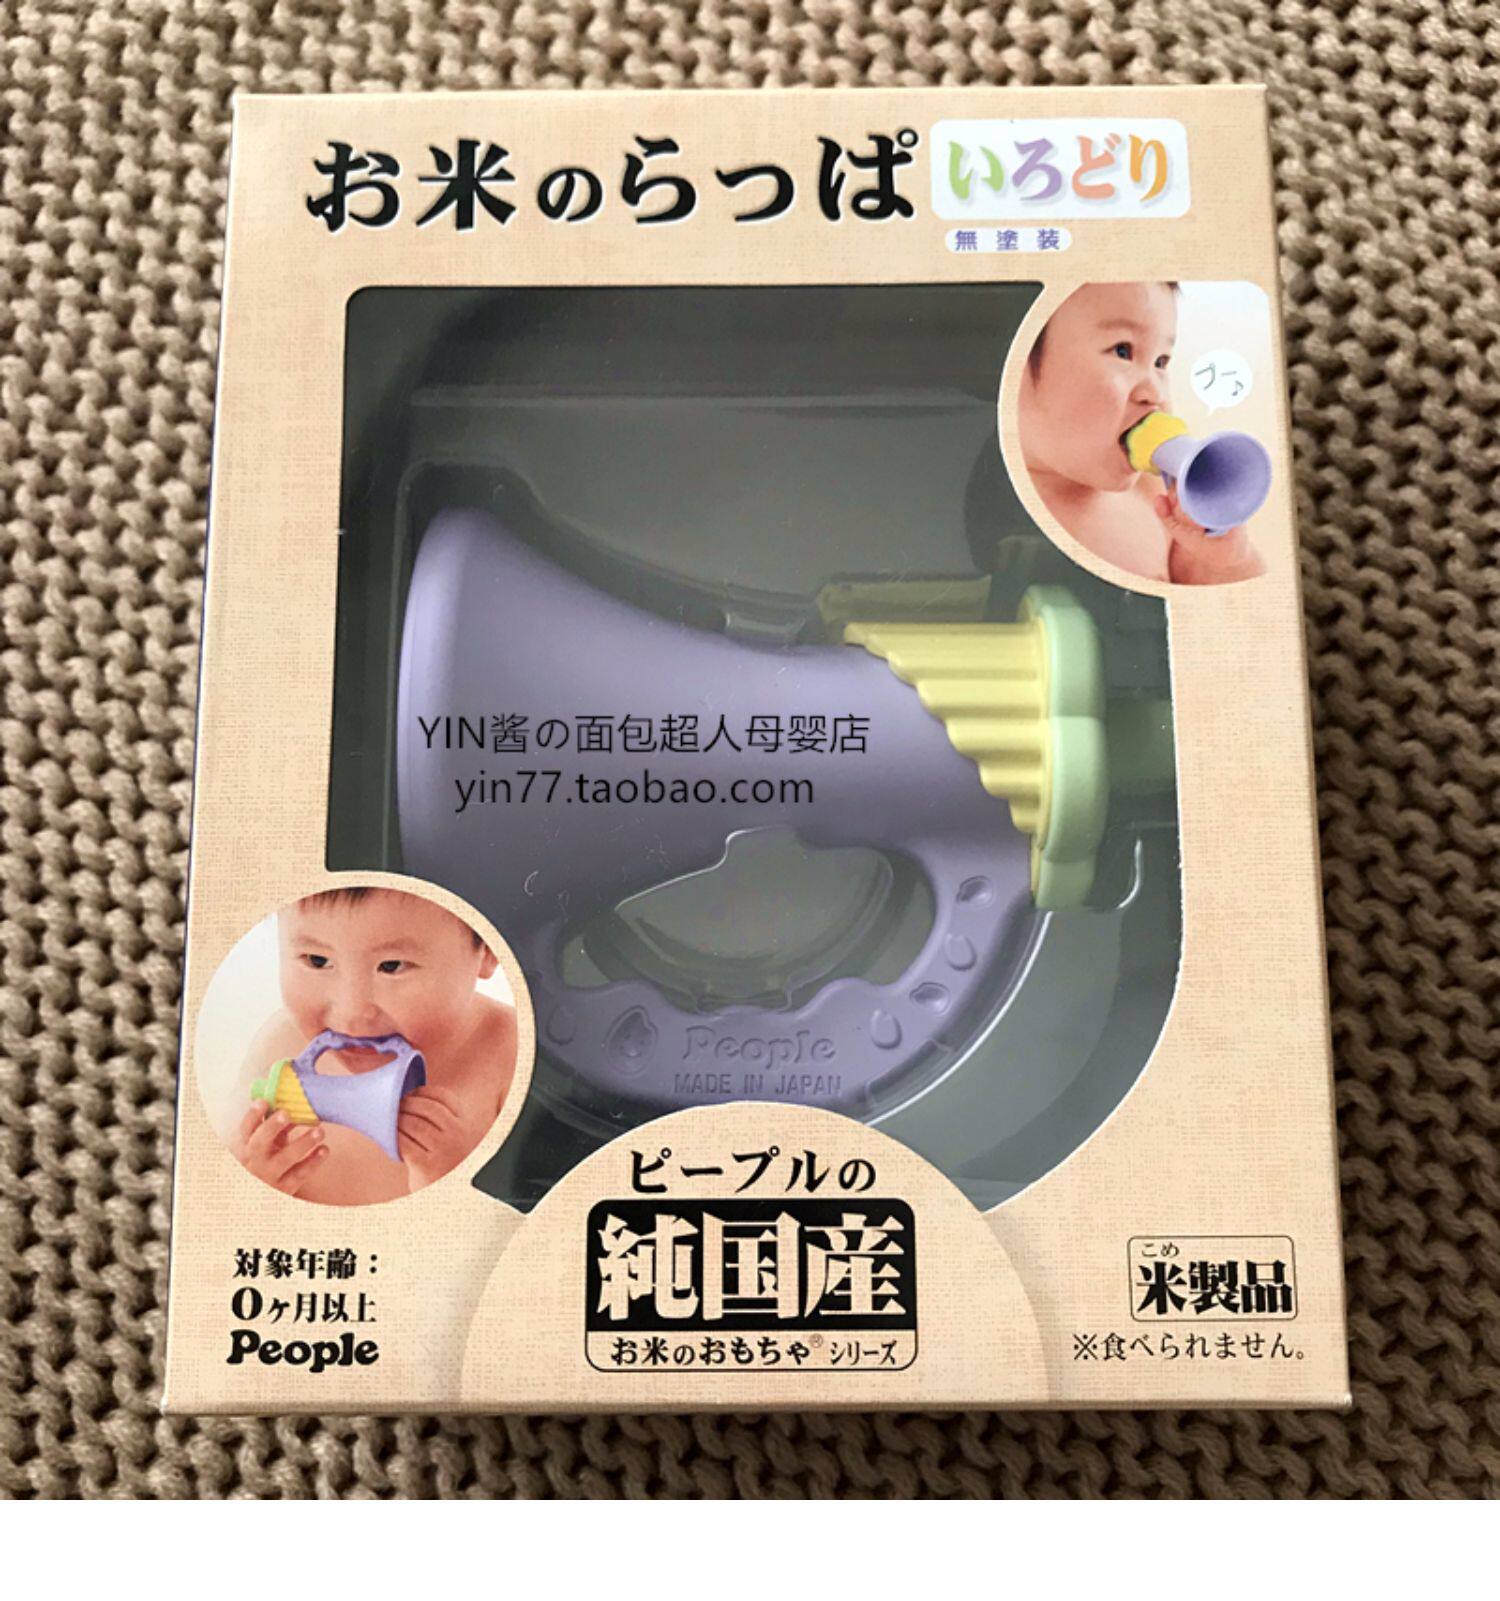 お米のらっぱ いろどり
無塗装
プー♪
YIN酱の面包超人母婴店
yin77.taobao.com
People
MADE IN JAPAN
ピープルの
純国産
お米のおもちゃ® シリーズ
対象年齢：
0ヶ月以上
People
こめ
米製品
※食べられません。